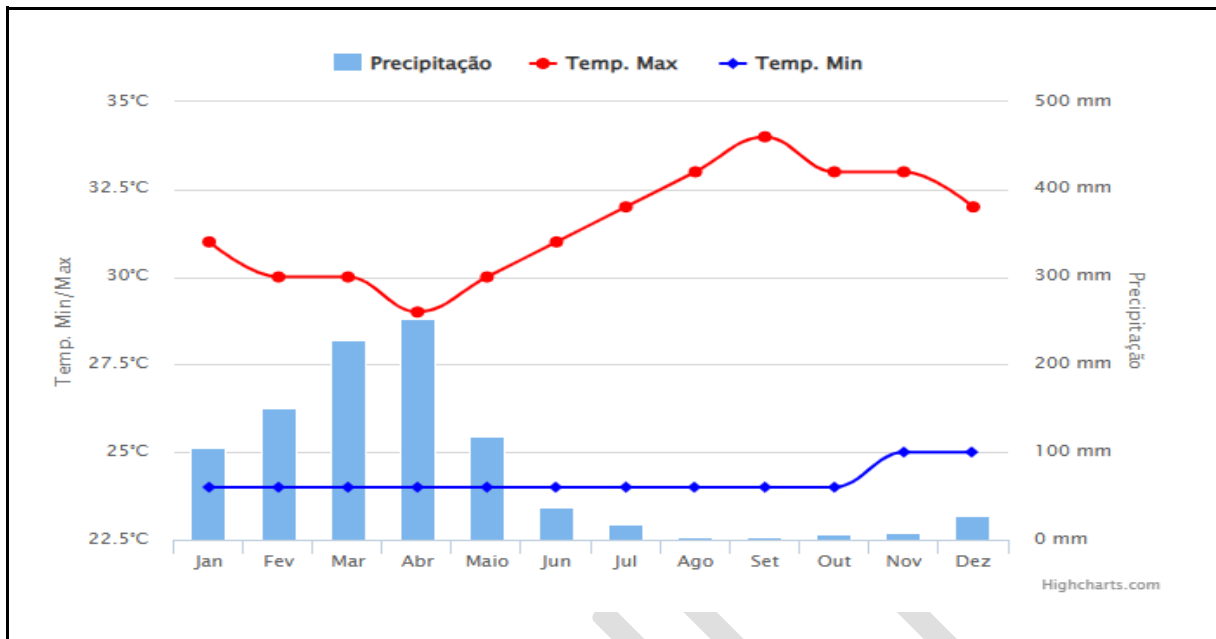 Precipitação Temp. Max Temp. Min
35°C
32.5°C
30°C
27.5°C
25°C
22.5°C
Temp. Min/Max
500 mm
400 mm
300 mm
200 mm
100 mm
0 mm
Precipitação
Jan Fev Mar Abr Maio Jun Jul Ago Set Out Nov Dez
Highcharts.com